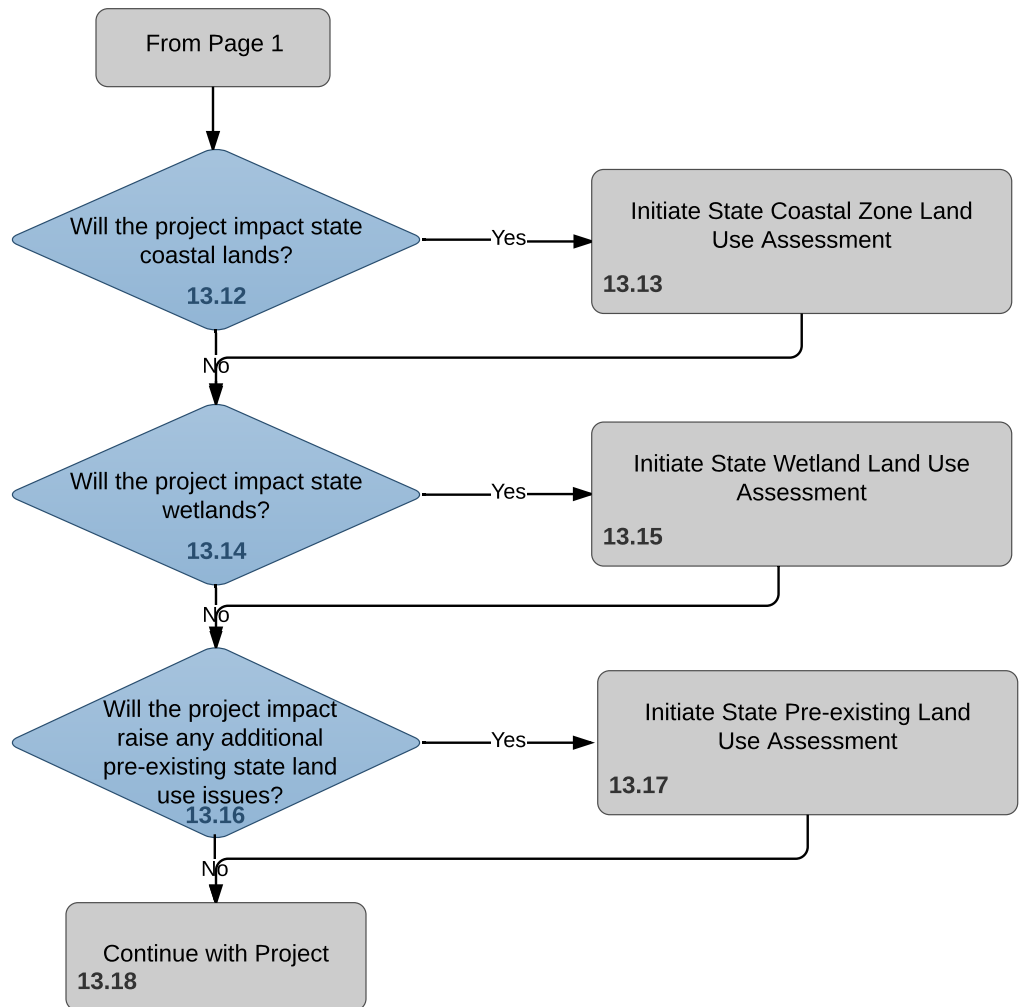 From Page 1
Will the project impact state
coastal lands?
13.12
Yes
Initiate State Coastal Zone Land
Use Assessment
13.13
No
Will the project impact state
wetlands?
13.14
Yes
Initiate State Wetland Land Use
Assessment
13.15
No
Will the project impact
raise any additional
pre-existing state land
use issues?
13.16
Yes
Initiate State Pre-existing Land
Use Assessment
13.17
No
Continue with Project
13.18